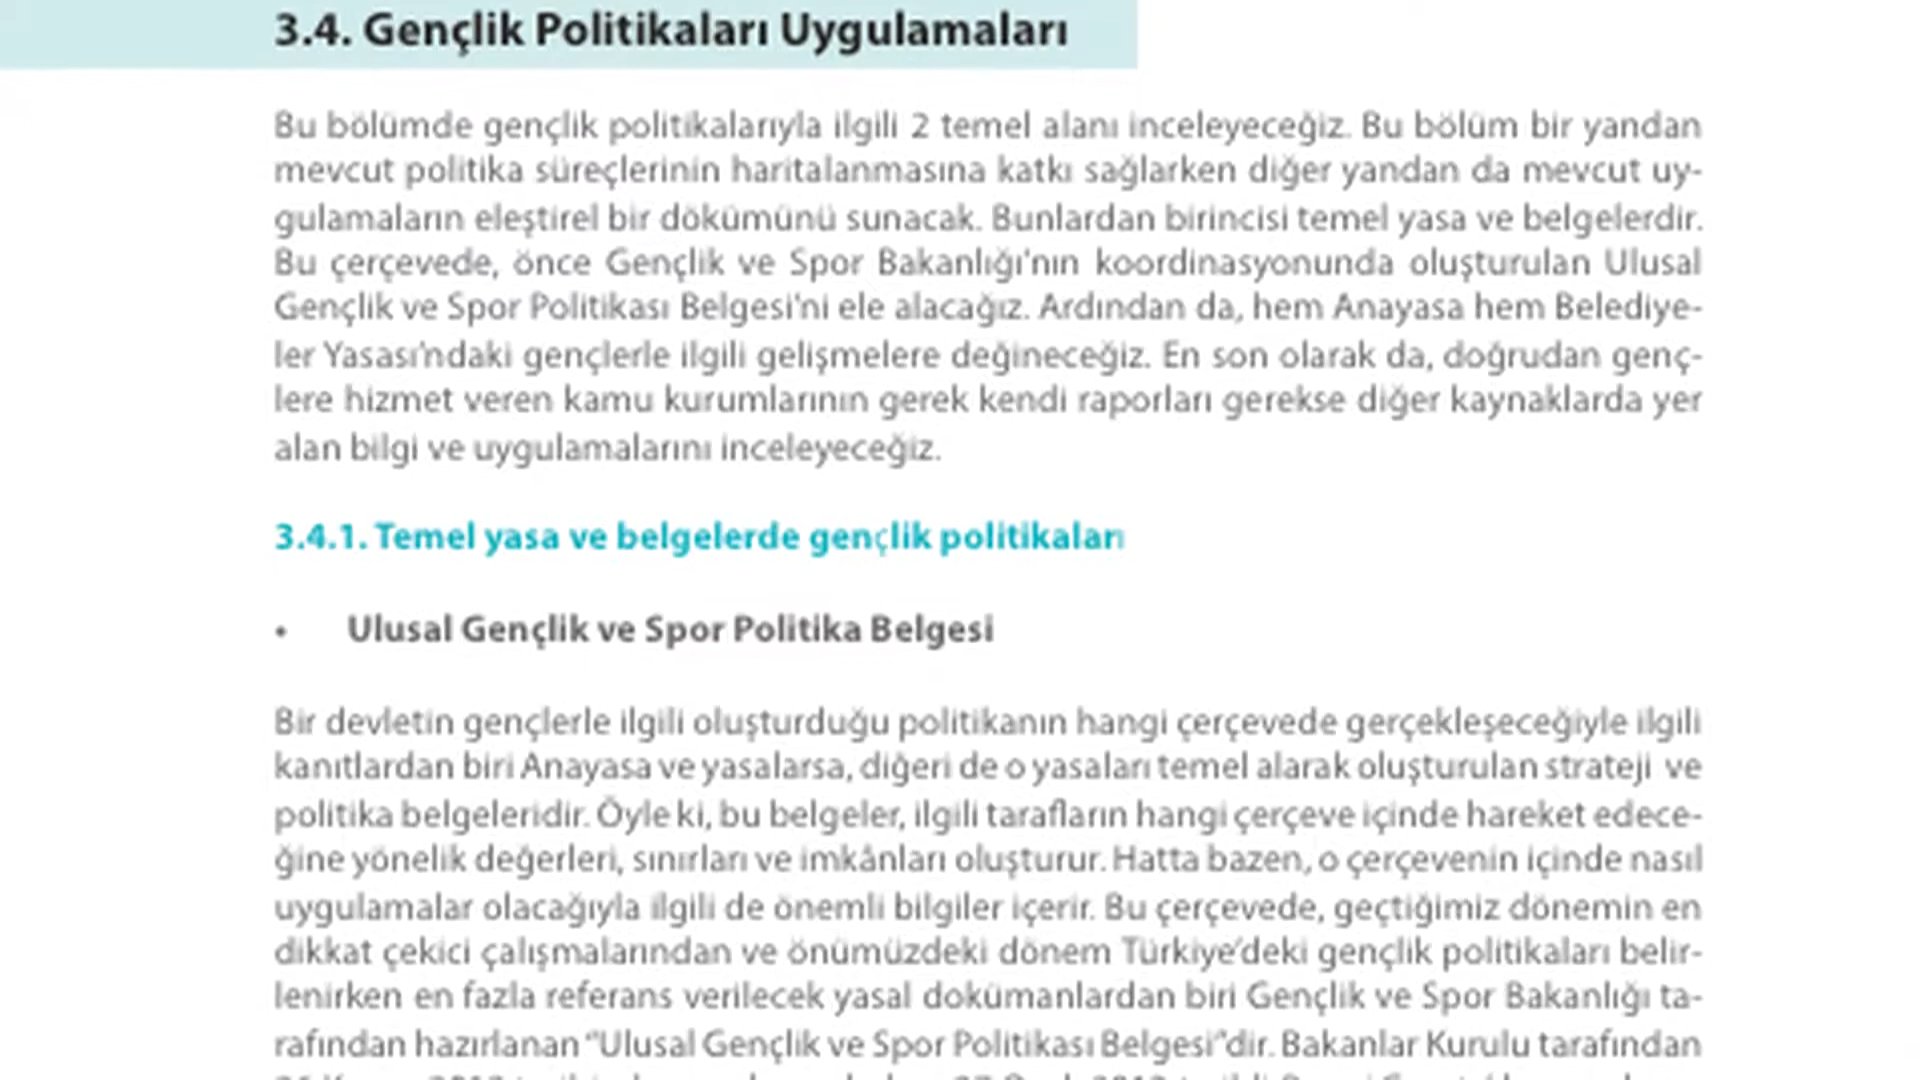 3.4. Gençlik Politikaları Uygulamaları
Bu bölümde gençlik politikalarıyla ilgili 2 temel alanı inceleyeceğiz. Bu bölüm bir yandan
mevcut politika süreçlerinin haritalanmasına katkı sağlarken diğer yandan da mevcut uy-
gulamaların eleştirel bir dökümünü sunacak. Bunlardan birincisi temel yasa ve belgelerdir.
Bu çerçevede, önce Gençlik ve Spor Bakanlığı'nın koordinasyonunda oluşturulan Ulusal
Gençlik ve Spor Politikası Belgesi'ni ele alacağız. Ardından da, hem Anayasa hem Belediye-
ler Yasası'ndaki gençlerle ilgili gelişmelere değineceğiz. En son olarak da, doğrudan genç-
lere hizmet veren kamu kurumlarının gerek kendi raporları gerekse diğer kaynaklarda yer
alan bilgi ve uygulamalarını inceleyeceğiz.
3.4.1. Temel yasa ve belgelerde gençlik politikaları
• Ulusal Gençlik ve Spor Politika Belgesi
Bir devletin gençlerle ilgili oluşturduğu politikanın hangi çerçevede gerçekleşeceğiyle ilgili
kanıtlardan biri Anayasa ve yasalarsa, diğeri de o yasaları temel alarak oluşturulan strateji ve
politika belgeleridir. Öyle ki, bu belgeler, ilgili tarafların hangi çerçeve içinde hareket edece-
ğine yönelik değerleri, sınırları ve imkânları oluşturur. Hatta bazen, o çerçevenin içinde nasıl
uygulamalar olacağıyla ilgili de önemli bilgiler içerir. Bu çerçevede, geçtiğimiz dönemin en
dikkat çekici çalışmalarından ve önümüzdeki dönem Türkiye'deki gençlik politikaları belir-
lenirken en fazla referans verilecek yasal dokümanlardan biri Gençlik ve Spor Bakanlığı ta-
rafından hazırlanan "Ulusal Gençlik ve Spor Politikası Belgesi"dir. Bakanlar Kurulu tarafından